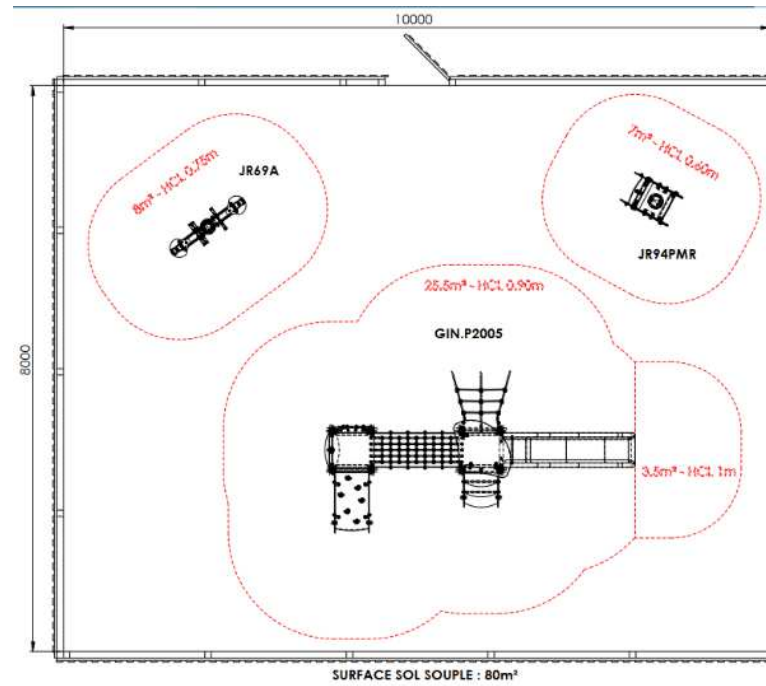 10000
JR69A
8m² - HCL 0.75m
7m² - HCL 0.60m
JR94PMR
25.5m² - HCL 0.90m
GIN.P2005
8000
3.5m² - HCL 1m
SURFACE SOL SOUPLE : 80m²